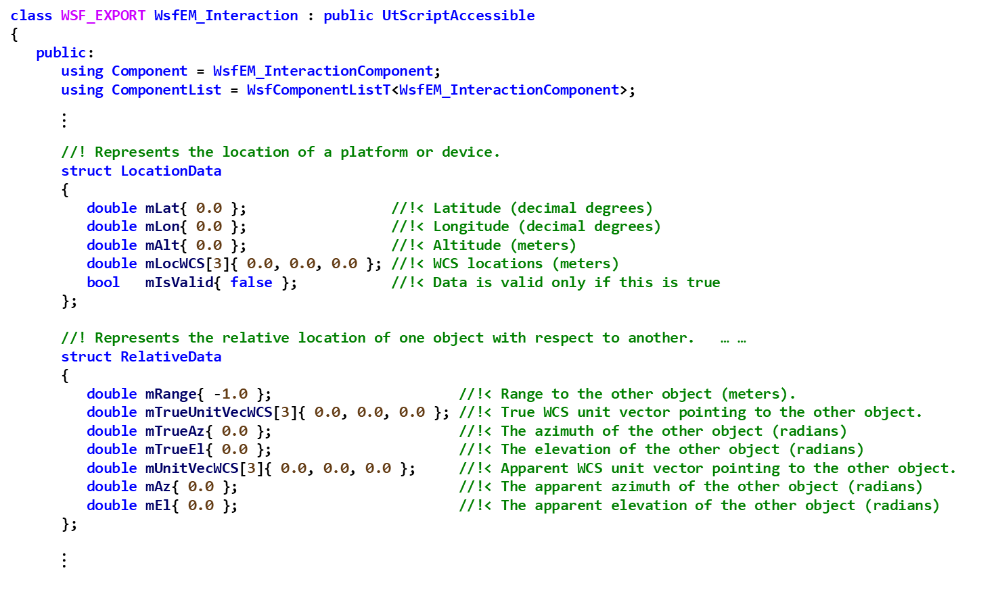 class WSF_EXPORT WsfEM_Interaction : public UtScriptAccessible
{
   public:
      using Component = WsfEM_InteractionComponent;
      using ComponentList = WsfComponentListT<WsfEM_InteractionComponent>;
      ⋮
      //! Represents the location of a platform or device.
      struct LocationData
      {
         double mLat{ 0.0 };                 //!< Latitude (decimal degrees)
         double mLon{ 0.0 };                 //!< Longitude (decimal degrees)
         double mAlt{ 0.0 };                 //!< Altitude (meters)
         double mLocWCS[3]{ 0.0, 0.0, 0.0 }; //!< WCS locations (meters)
         bool   mIsValid{ false };           //!< Data is valid only if this is true
      };
      //! Represents the relative location of one object with respect to another.   … …
      struct RelativeData
      {
         double mRange{ -1.0 };                      //!< Range to the other object (meters).
         double mTrueUnitVecWCS[3]{ 0.0, 0.0, 0.0 }; //!< True WCS unit vector pointing to the other object.
         double mTrueAz{ 0.0 };                      //!< The azimuth of the other object (radians)
         double mTrueEl{ 0.0 };                      //!< The elevation of the other object (radians)
         double mUnitVecWCS[3]{ 0.0, 0.0, 0.0 };     //!< Apparent WCS unit vector pointing to the other object.
         double mAz{ 0.0 };                          //!< The apparent azimuth of the other object (radians)
         double mEl{ 0.0 };                          //!< The apparent elevation of the other object (radians)
      };
      ⋮